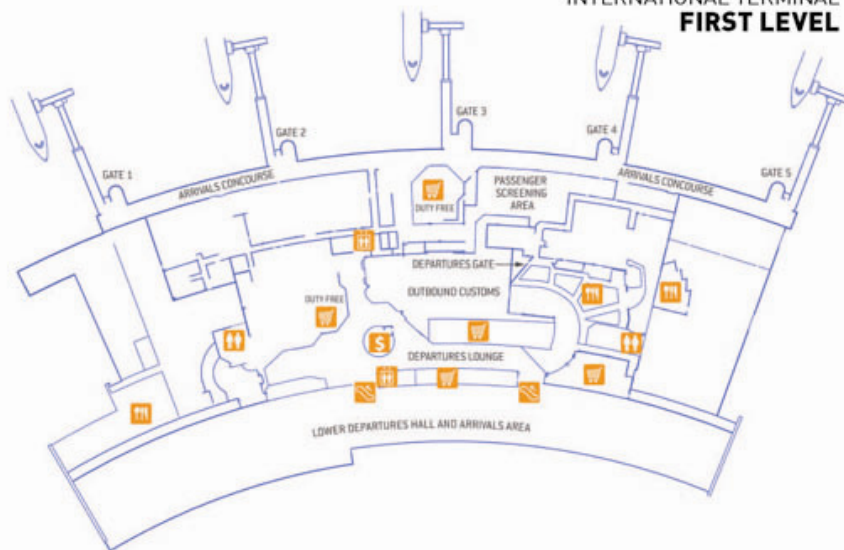 INTERNATIONAL TERMINAL
FIRST LEVEL
GATE 3
GATE 2
GATE 4
GATE 1
GATE 5
ARRIVALS CONCOURSE
PASSENGER
SCREENING
AREA
ARRIVALS CONCOURSE
DUTY FREE
DEPARTURES GATE
OUTBOUND CUSTOMS
DUTY FREE
$
DEPARTURES LOUNGE
LOWER DEPARTURES HALL AND ARRIVALS AREA